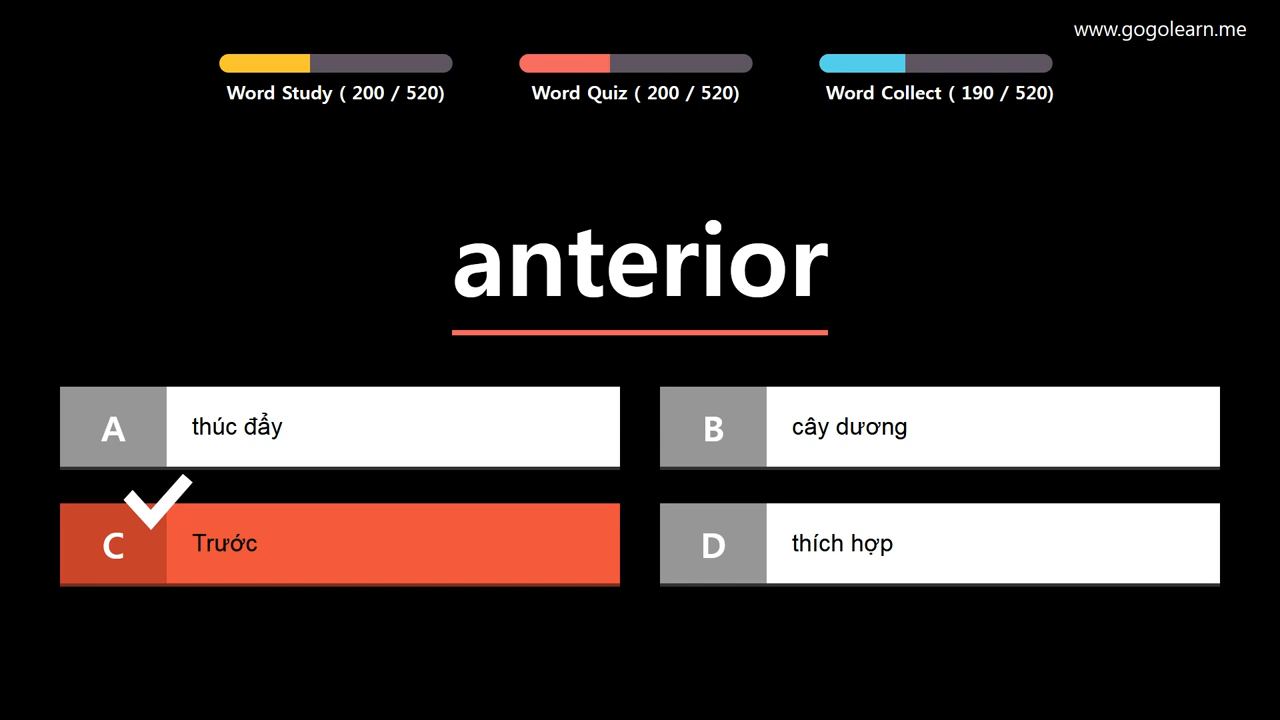 www.gogolearn.me
Word Study ( 200 / 520)
Word Quiz ( 200 / 520)
Word Collect ( 190 / 520)
anterior
A thúc đẩy
B cây dương
C Trước
D thích hợp